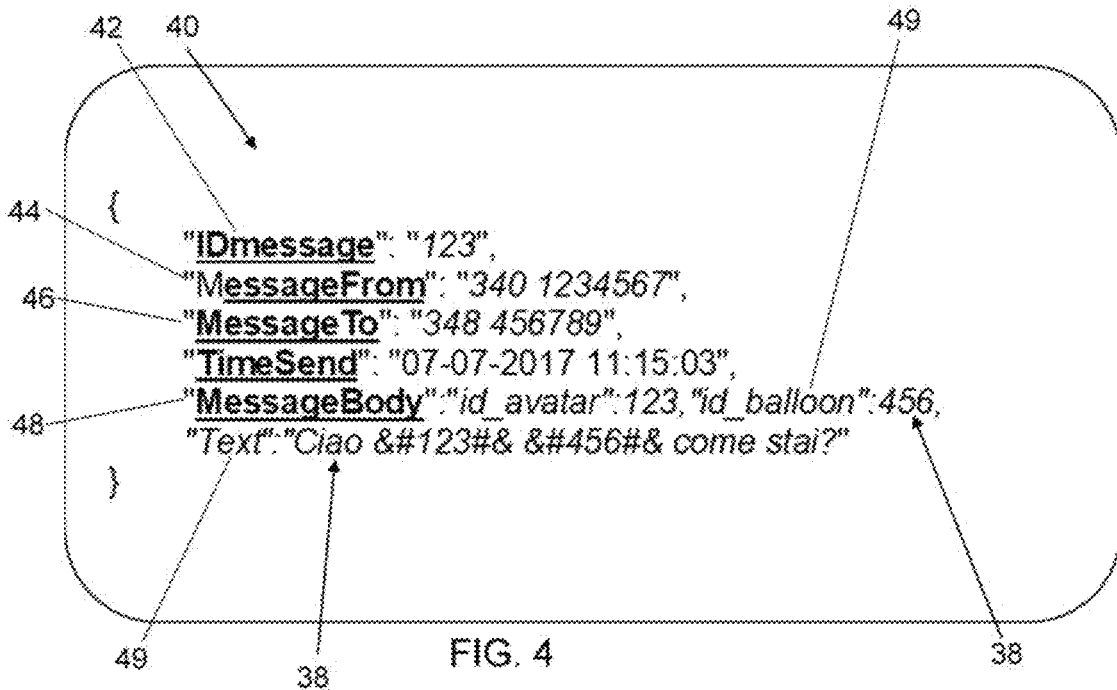 42
40
49
{
44
"IDmessage": "123",
"MessageFrom": "340 1234567",
46
"MessageTo": "348 456789",
"TimeSend": "07-07-2017 11:15:03",
48
"MessageBody":"id_avatar":123,"id_balloon":456,
"Text":"Ciao &#123#& &#456#& come stai?"
}
49
38
FIG. 4
38